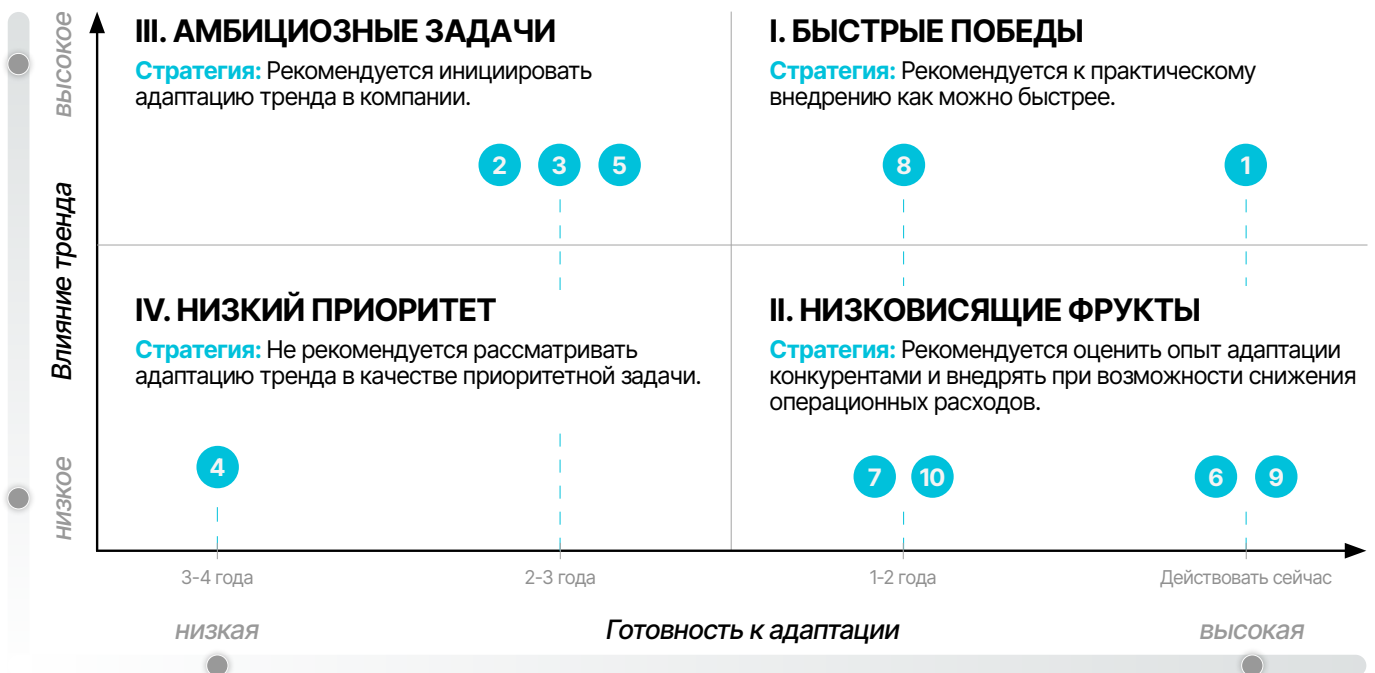 высокое
Влияние тренда
низкое
III. АМБИЦИОЗНЫЕ ЗАДАЧИ
Стратегия: Рекомендуется инициировать
адаптацию тренда в компании.
2 3 5
I. БЫСТРЫЕ ПОБЕДЫ
Стратегия: Рекомендуется к практическому
внедрению как можно быстрее.
8 1
IV. НИЗКИЙ ПРИОРИТЕТ
Стратегия: Не рекомендуется рассматривать
адаптацию тренда в качестве приоритетной задачи.
4
II. НИЗКОВИСЯЩИЕ ФРУКТЫ
Стратегия: Рекомендуется оценить опыт адаптации
конкурентами и внедрять при возможности снижения
операционных расходов.
7 10 6 9
3-4 года 2-3 года 1-2 года Действовать сейчас
низкая Готовность к адаптации высокая